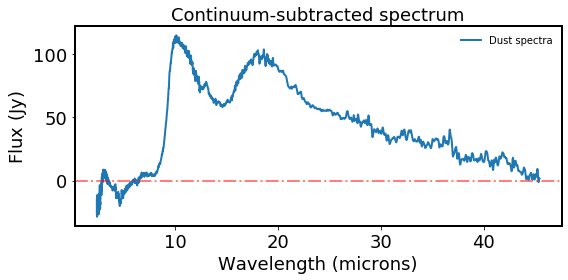 Continuum-subtracted spectrum
Dust spectra
Flux (Jy)
100
50
0
10
20
30
40
Wavelength (microns)